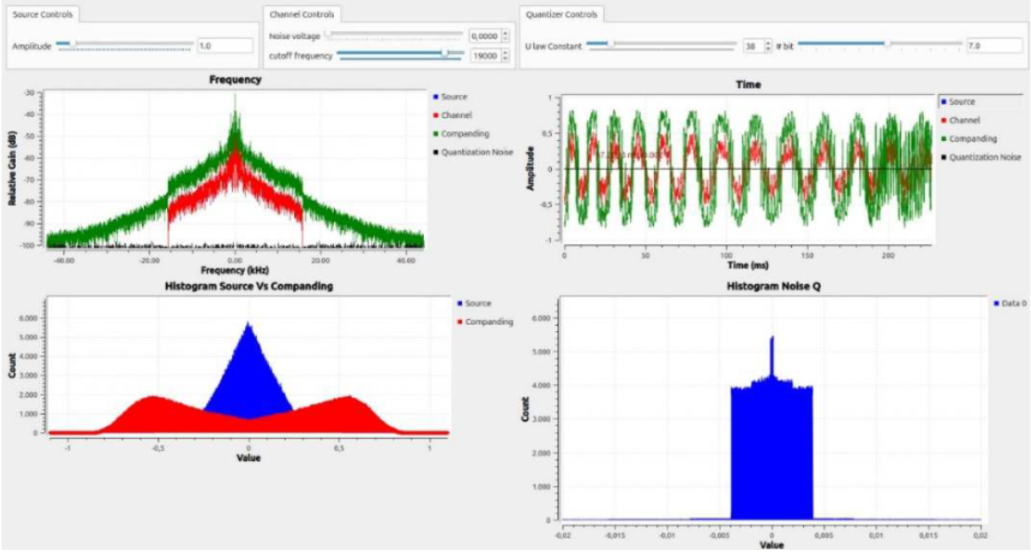 Source Controls
Amplitude 1.0
Channel Controls
Noise voltage 0,0000
cutoff frequency 19000
Quantizer Controls
U law Constant 38 # bit 7.0
Frequency
Relative Gain (dB)
-30
-40
-50
-60
-70
-80
-90
-100
-40.00 -20.00 0.00 20.00 40.00
Frequency (kHz)
Source
Channel
Companding
Quantization Noise
Time
Amplitude
1
0,5
0
-0,5
-1
0 50 100 150 200
Time (ms)
Source
Channel
Companding
Quantization Noise
Histogram Source Vs Companding
Count
6.000
5.000
4.000
3.000
2.000
1.000
0
-1 -0,5 0 0,5 1
Value
Source
Companding
Histogram Noise Q
Count
6.000
5.000
4.000
3.000
2.000
1.000
0
-0,02 -0,015 -0,01 -0,005 0 0,005 0,01 0,015 0,02
Value
Data 0